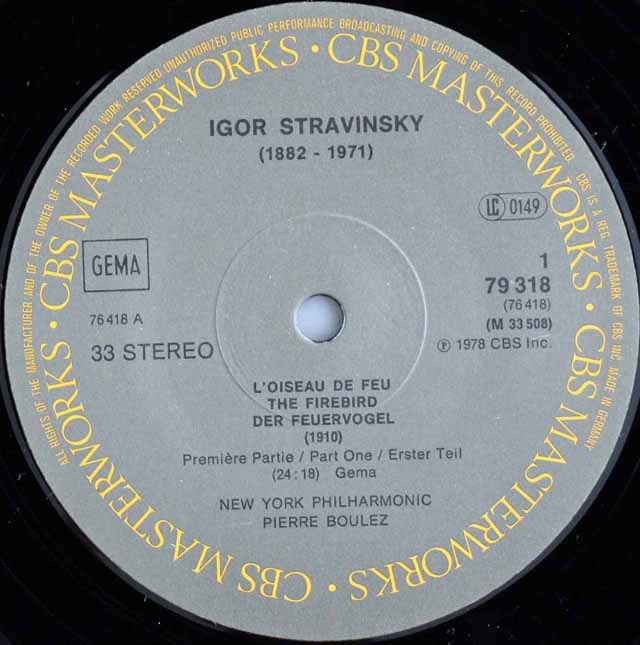 ALL RIGHTS OF THE MANUFACTURER AND OF THE OWNER OF THE RECORDED WORK RESERVED. UNAUTHORIZED PUBLIC PERFORMANCE BROADCASTING AND COPYING OF THIS RECORD PROHIBITED. CBS IS A REG. TRADEMARK OF CBS INC. MADE IN GERMANY
CBS MASTERWORKS · CBS MASTERWORKS · CBS MASTERWORKS · CBS MASTERWORKS ·
IGOR STRAVINSKY
(1882 - 1971)
LC 0149
GEMA
1
79 318
(76 418)
76 418 A
(M 33 508)
33 STEREO
℗ 1978 CBS Inc.
L'OISEAU DE FEU
THE FIREBIRD
DER FEUERVOGEL
(1910)
Première Partie / Part One / Erster Teil
(24:18) Gema
NEW YORK PHILHARMONIC
PIERRE BOULEZ